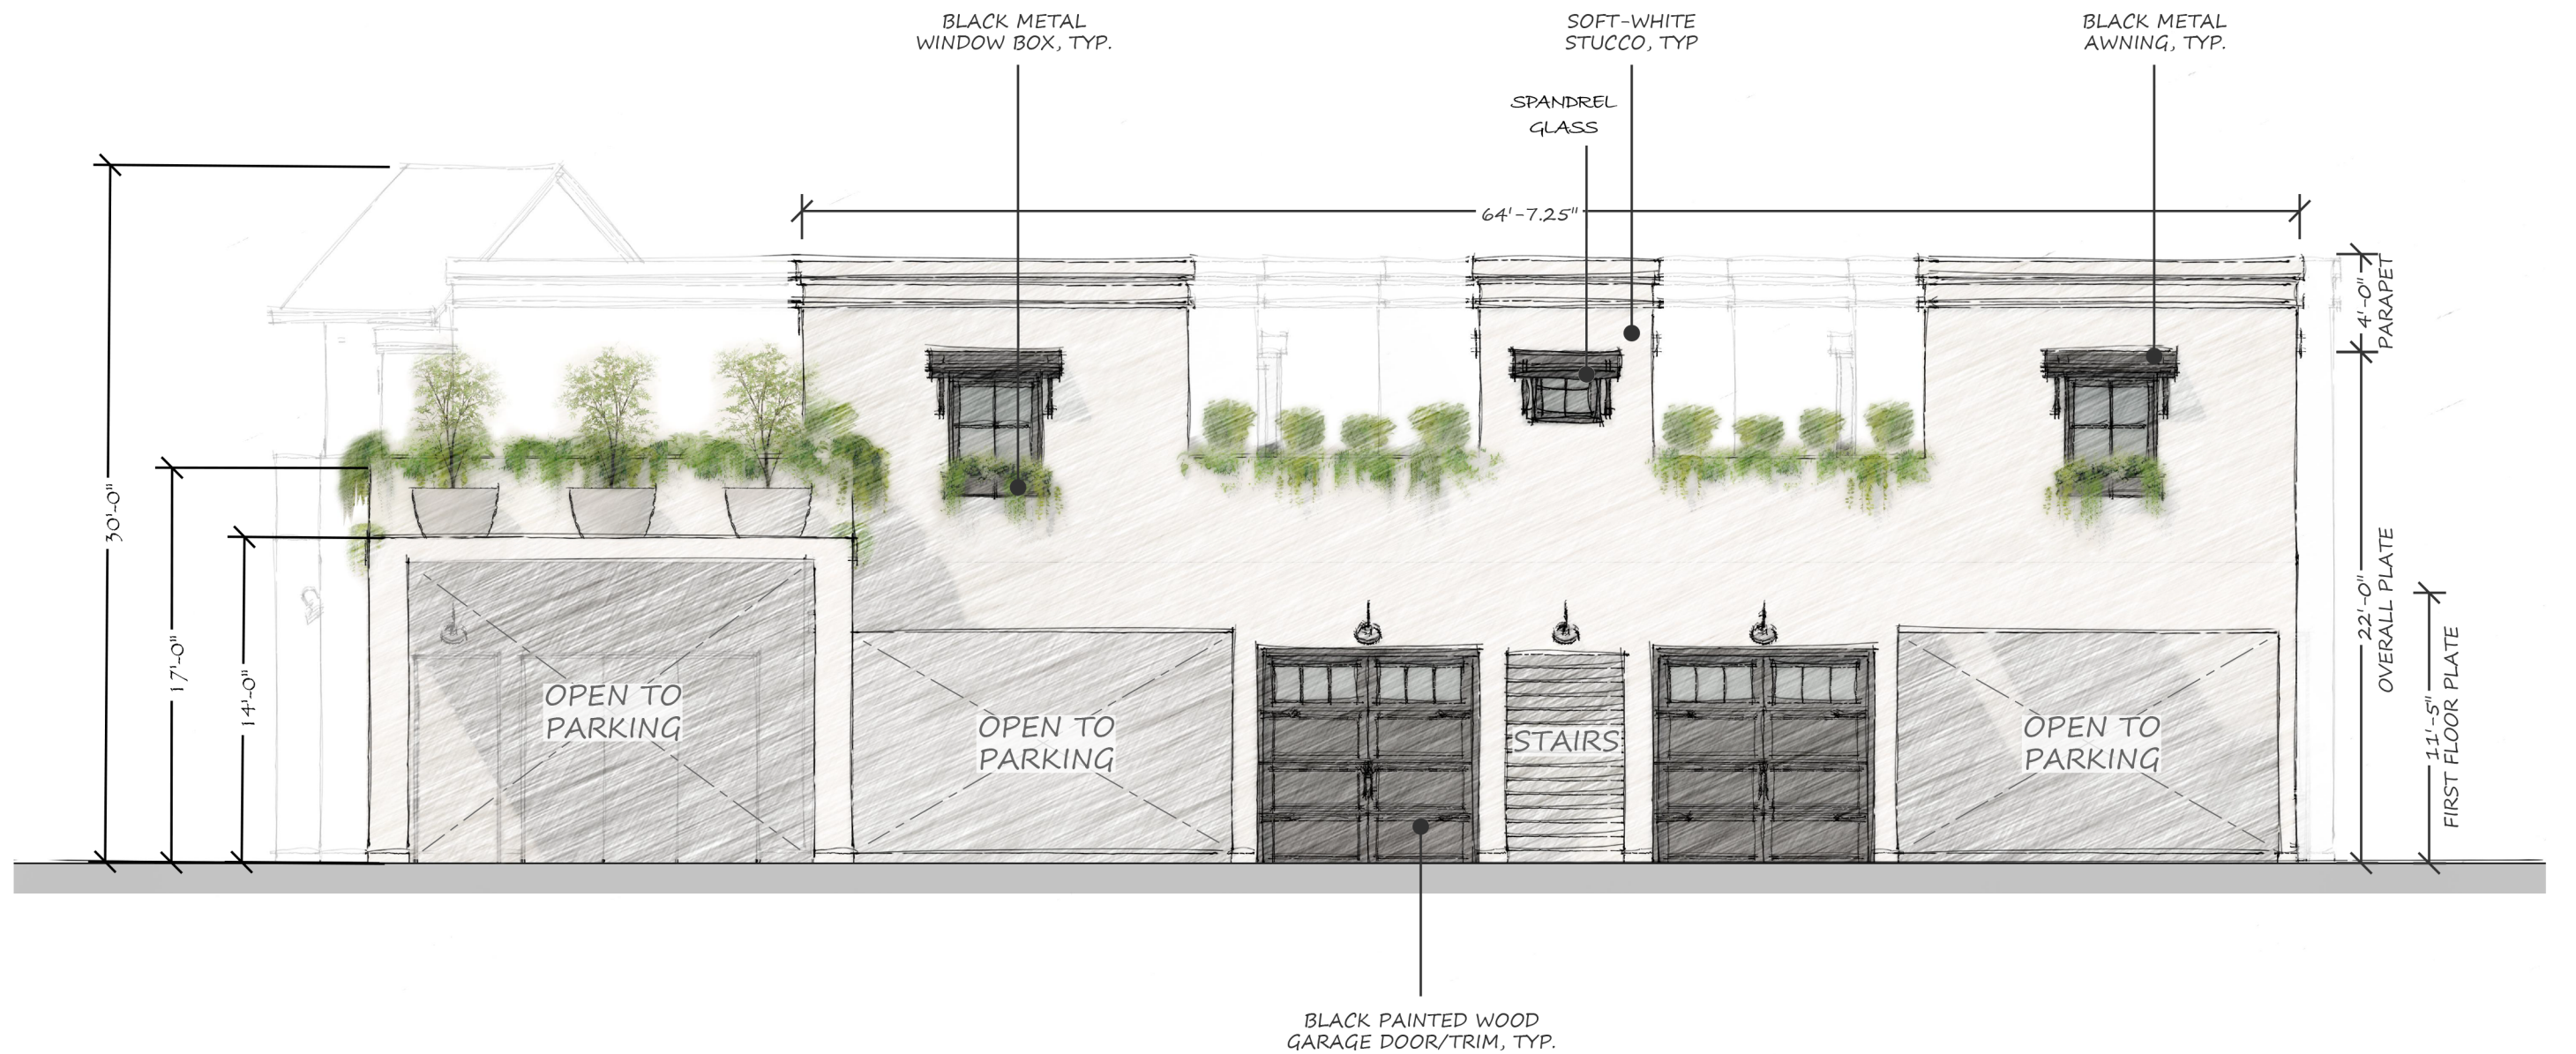 BLACK METAL
WINDOW BOX, TYP.
SOFT-WHITE
STUCCO, TYP
BLACK METAL
AWNING, TYP.
SPANDREL
GLASS
64'-7.25"
4'-0"
PARAPET
30'-0"
17'-0"
14'-0"
22'-0"
OVERALL PLATE
11'-5"
FIRST FLOOR PLATE
OPEN TO
PARKING
OPEN TO
PARKING
STAIRS
OPEN TO
PARKING
BLACK PAINTED WOOD
GARAGE DOOR/TRIM, TYP.